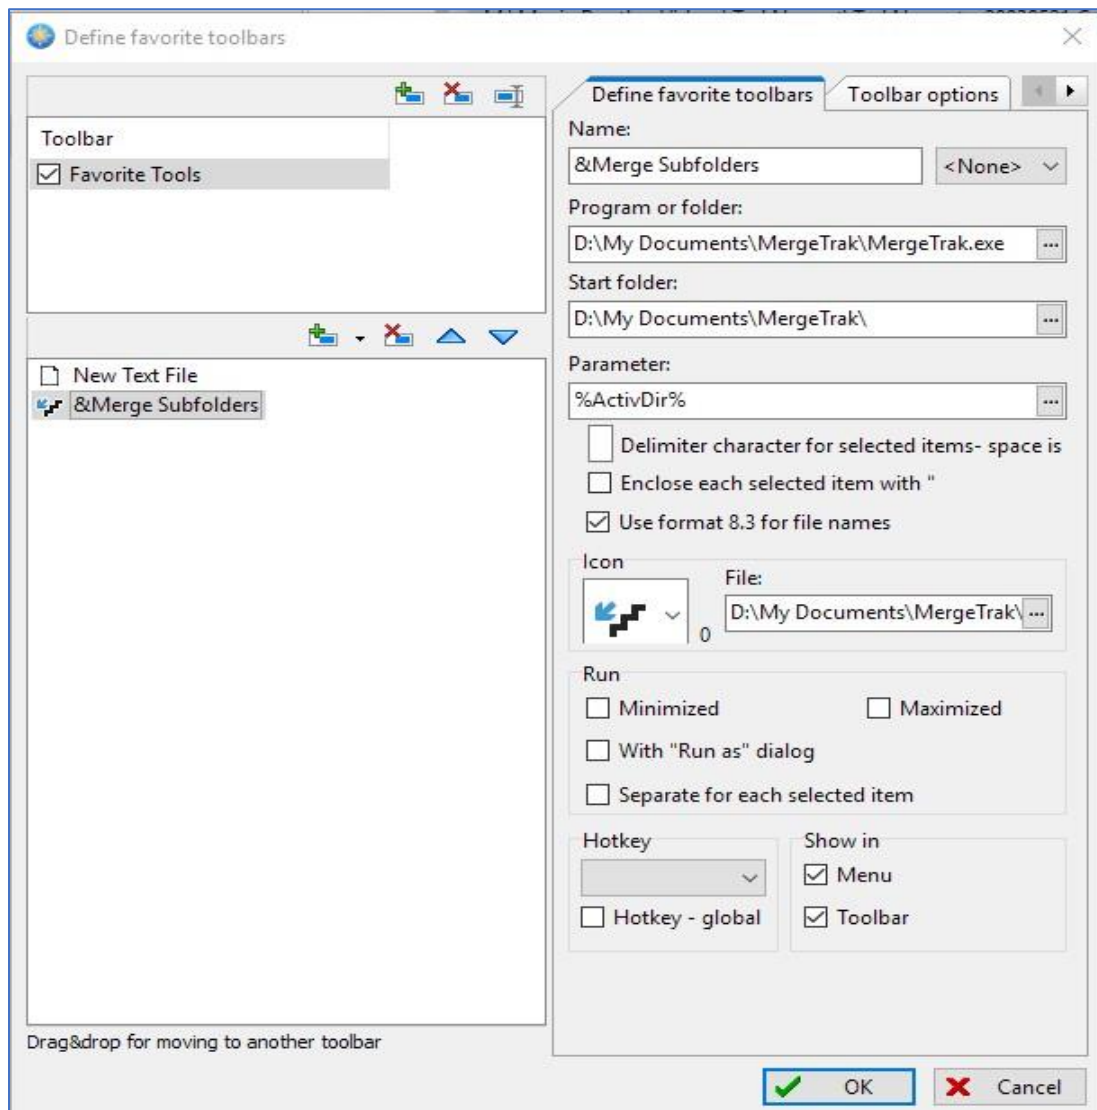 Define favorite toolbars
Toolbar
Favorite Tools
New Text File
&Merge Subfolders
Drag&drop for moving to another toolbar
Define favorite toolbars
Toolbar options
Name:
&Merge Subfolders
<None>
Program or folder:
D:\My Documents\MergeTrak\MergeTrak.exe
...
Start folder:
D:\My Documents\MergeTrak\
...
Parameter:
%ActivDir%
...
Delimiter character for selected items- space is
Enclose each selected item with "
Use format 8.3 for file names
Icon
File:
0
D:\My Documents\MergeTrak\
...
Run
Minimized
Maximized
With "Run as" dialog
Separate for each selected item
Hotkey
Hotkey - global
Show in
Menu
Toolbar
OK
Cancel